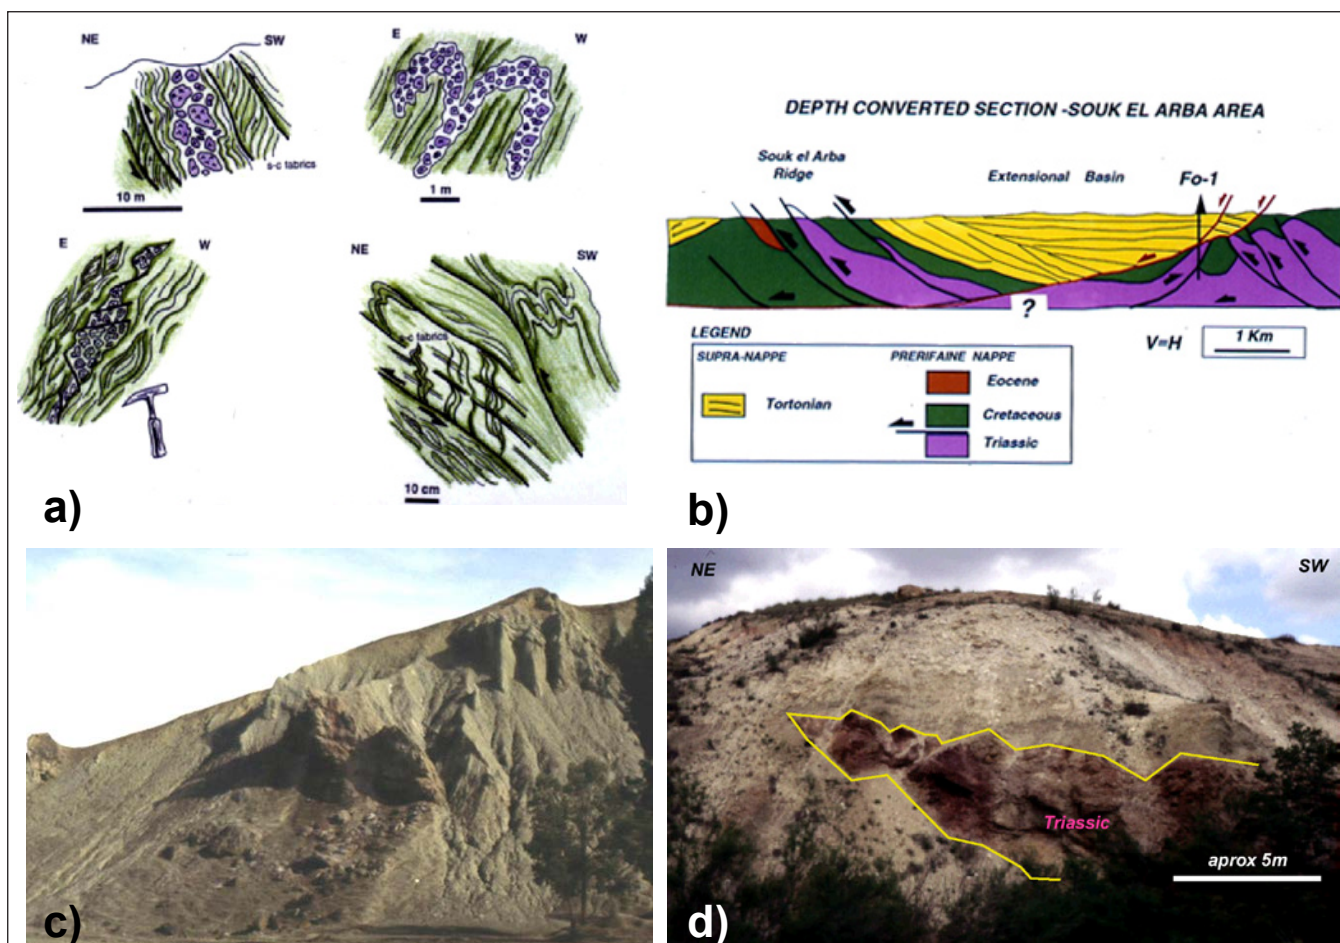 NE SW
s-c fabrics
10 m
E W
1 m
E W
NE SW
s-c fabrics
10 cm
a)
DEPTH CONVERTED SECTION -SOUK EL ARBA AREA
Souk el Arba
Ridge
Extensional Basin
Fo-1
?
LEGEND
SUPRA-NAPPE
Tortonian
PRERIFAINE NAPPE
Eocene
Cretaceous
Triassic
V=H
1 Km
b)
c)
NE SW
Triassic
aprox 5m
d)